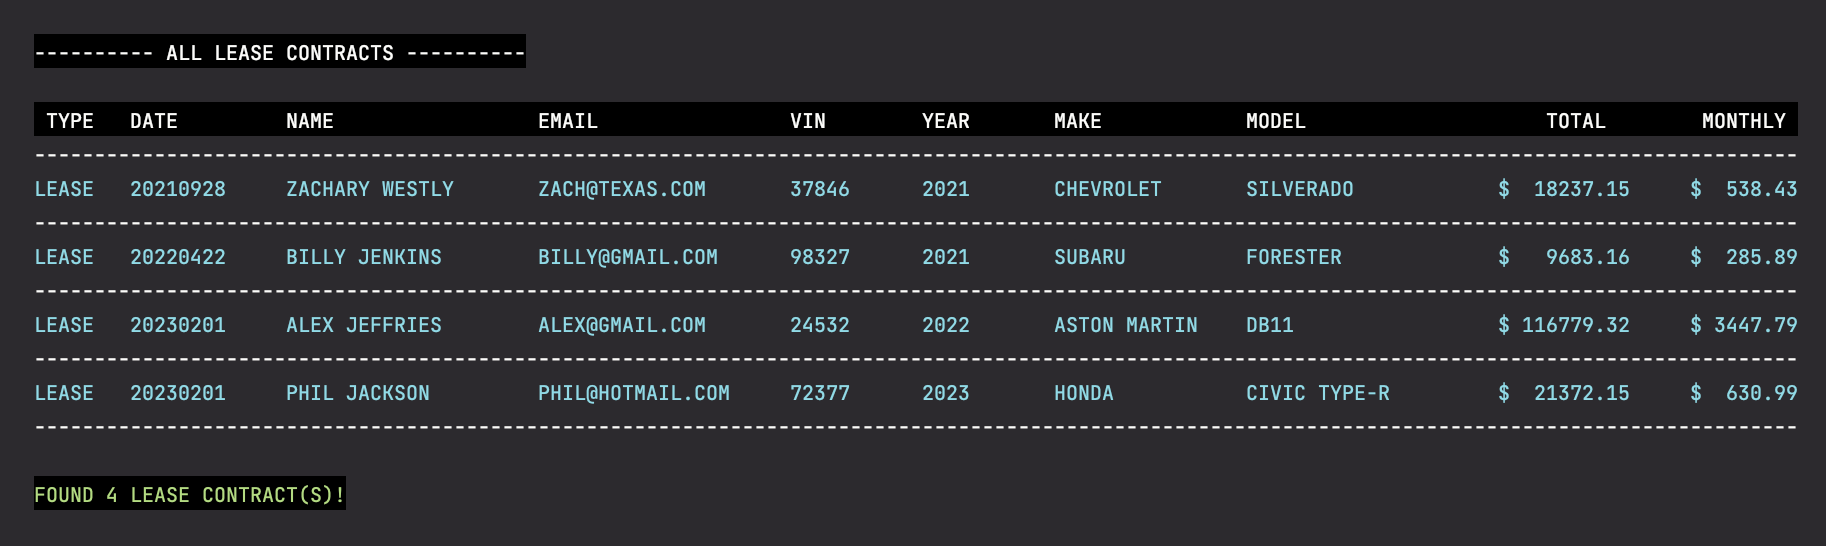 ---------- ALL LEASE CONTRACTS ----------
TYPE   DATE         NAME                 EMAIL                VIN        YEAR       MAKE            MODEL                    TOTAL        MONTHLY
---------------------------------------------------------------------------------------------------------------------------------------------------
LEASE   20210928     ZACHARY WESTLY       ZACH@TEXAS.COM       37846      2021       CHEVROLET       SILVERADO            $  18237.15     $  538.43
---------------------------------------------------------------------------------------------------------------------------------------------------
LEASE   20220422     BILLY JENKINS        BILLY@GMAIL.COM      98327      2021       SUBARU          FORESTER             $   9683.16     $  285.89
---------------------------------------------------------------------------------------------------------------------------------------------------
LEASE   20230201     ALEX JEFFRIES        ALEX@GMAIL.COM       24532      2022       ASTON MARTIN    DB11                 $ 116779.32     $ 3447.79
---------------------------------------------------------------------------------------------------------------------------------------------------
LEASE   20230201     PHIL JACKSON         PHIL@HOTMAIL.COM     72377      2023       HONDA           CIVIC TYPE-R         $  21372.15     $  630.99
---------------------------------------------------------------------------------------------------------------------------------------------------
FOUND 4 LEASE CONTRACT(S)!